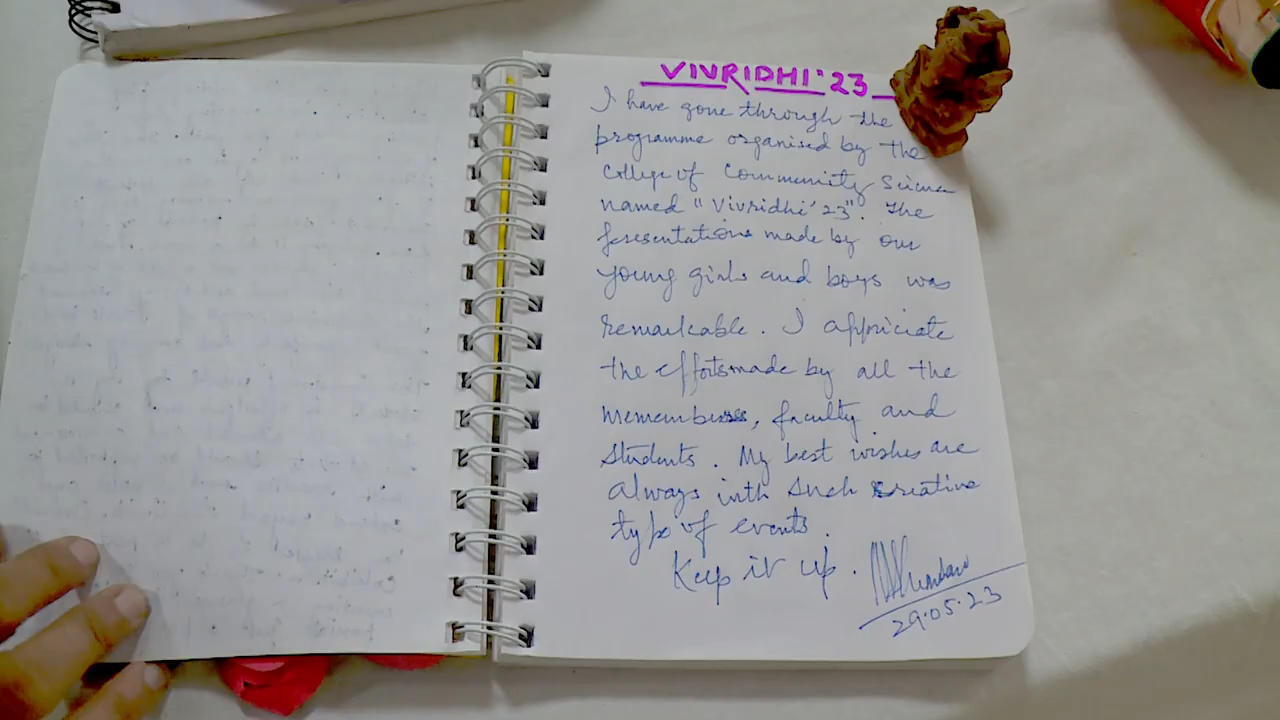 VIVRIDHI'23
I have gone through the
programme organised by the
College of Community Science
named "Vivridhi'23". The
presentations made by our
young girls and boys was
remarkable. I appriciate
the efforts made by all the
faculty and
students. My best wishes are
always with such creative
type of events.
Keep it up.
29.05.23